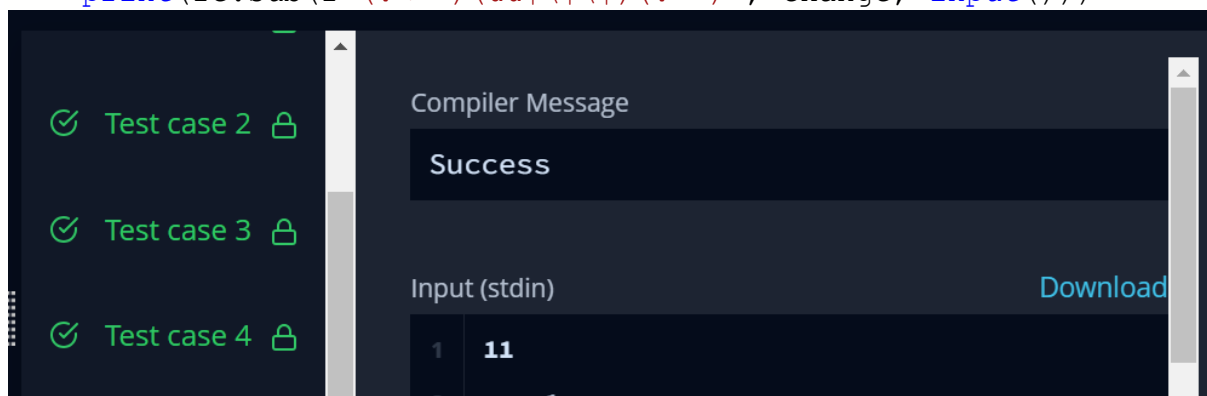 Test case 2
Test case 3
Test case 4
Compiler Message
Success
Input (stdin)
Download
1 11